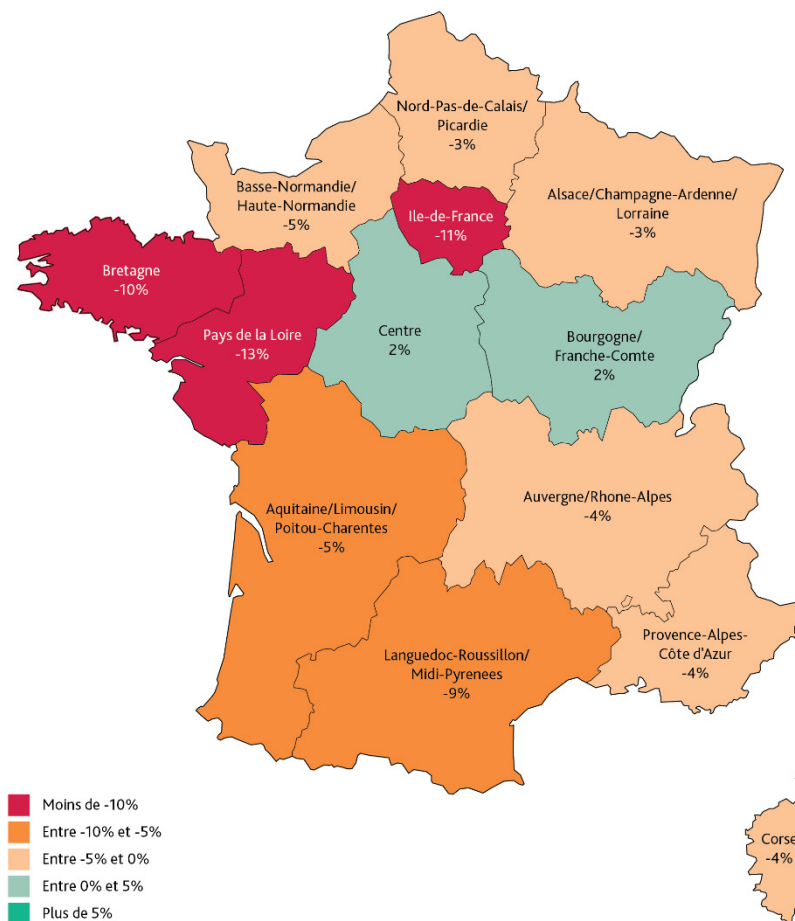 Nord-Pas-de-Calais/
Picardie
-3%
Basse-Normandie/
Haute-Normandie
-5%
Ile-de-France
-11%
Alsace/Champagne-Ardenne/
Lorraine
-3%
Bretagne
-10%
Pays de la Loire
-13%
Centre
2%
Bourgogne/
Franche-Comte
2%
Aquitaine/Limousin/
Poitou-Charentes
-5%
Auvergne/Rhone-Alpes
-4%
Languedoc-Roussillon/
Midi-Pyrenees
-9%
Provence-Alpes-
Côte d'Azur
-4%
Corse
-4%
Moins de -10%
Entre -10% et -5%
Entre -5% et 0%
Entre 0% et 5%
Plus de 5%